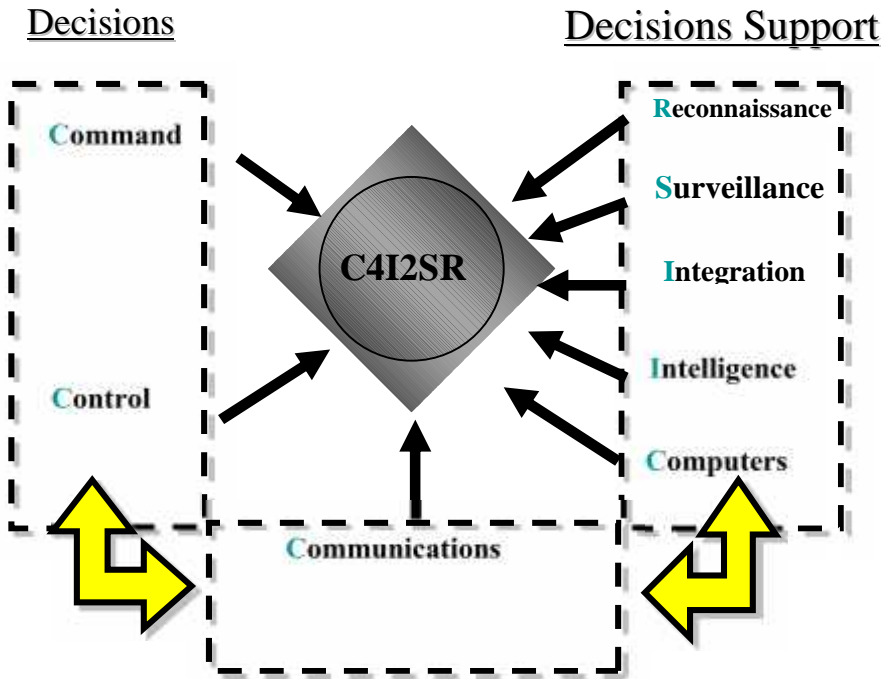 Decisions
Decisions Support
Command
Control
C4I2SR
Reconnaissance
Surveillance
Integration
Intelligence
Computers
Communications